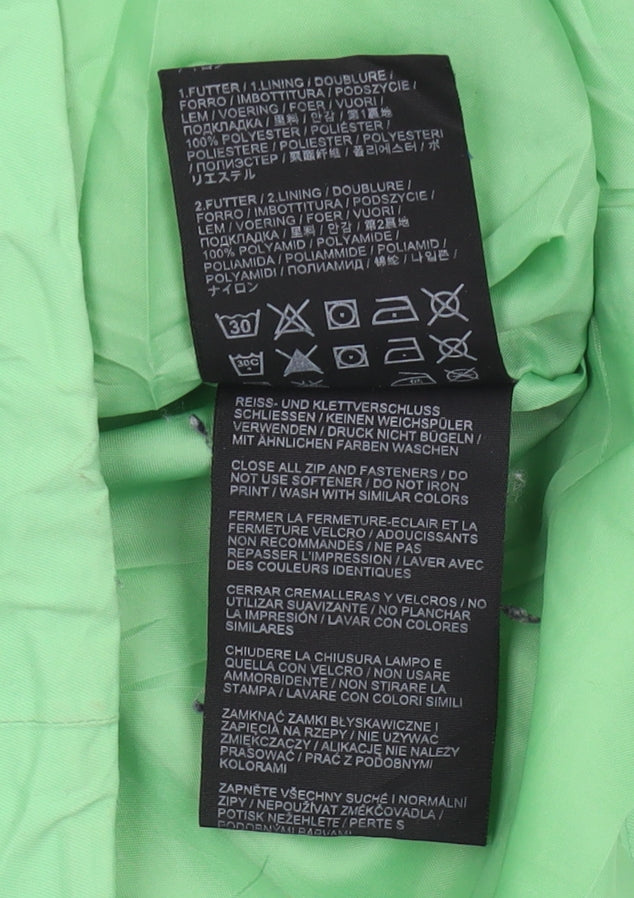 1.FUTTER / 1.LINING / DOUBLURE /
FORRO / IMBOTTITURA / PODSZYCIE /
LEM / VOERING / FOER / VUORI /
ПОДКЛАДКА / 里料 / 안감 / 第1裏地
100% POLYESTER / POLIÉSTER /
POLIESTERE / POLIESTER / POLYESTERI
/ ПОЛИЭСТЕР / 聚酯纤维 / 폴리에스터 / ポ
リエステル
2.FUTTER / 2.LINING / DOUBLURE /
FORRO / IMBOTTITURA / PODSZYCIE /
LEM / VOERING / FOER / VUORI /
ПОДКЛАДКА / 里料 / 안감 / 第2裏地
100% POLYAMID / POLYAMIDE /
POLIAMIDA / POLIAMMIDE / POLIAMID /
POLYAMIDI / ПОЛИАМИД / 锦纶 / 나일론 /
ナイロン
30
30C
REISS- UND KLETTVERSCHLUSS
SCHLIESSEN / KEINEN WEICHSPÜLER
VERWENDEN / DRUCK NICHT BÜGELN /
MIT ÄHNLICHEN FARBEN WASCHEN
CLOSE ALL ZIP AND FASTENERS / DO
NOT USE SOFTENER / DO NOT IRON
PRINT / WASH WITH SIMILAR COLORS
FERMER LA FERMETURE-ECLAIR ET LA
FERMETURE VELCRO / ADOUCISSANTS
NON RECOMMANDÉS / NE PAS
REPASSER L'IMPRESSION / LAVER AVEC
DES COULEURS IDENTIQUES
CERRAR CREMALLERAS Y VELCROS / NO
UTILIZAR SUAVIZANTE / NO PLANCHAR
LA IMPRESIÓN / LAVAR CON COLORES
SIMILARES
CHIUDERE LA CHIUSURA LAMPO E
QUELLA CON VELCRO / NON USARE
AMMORBIDENTE / NON STIRARE LA
STAMPA / LAVARE CON COLORI SIMILI
ZAMKNĄĆ ZAMKI BŁYSKAWICZNE I
ZAPIĘCIA NA RZEPY / NIE UŻYWAĆ
ZMIĘKCZACZY / ALIKACJĘ NIE NALEŻY
PRASOWAĆ / PRAĆ Z PODOBNYMI
KOLORAMI
ZAPNĚTE VŠECHNY SUCHÉ I NORMÁLNÍ
ZIPY / NEPOUŽÍVAT ZMĚKČOVADLA /
POTISK NEŽEHLETE / PERTE S
PODOBNÝMI BARVAMI